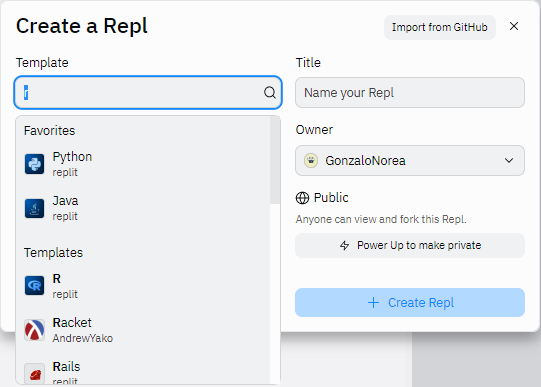 Create a Repl
Import from GitHub
Template
r
Favorites
Python
replit
Java
replit
Templates
R
replit
Racket
AndrewYako
Rails
replit
Title
Name your Repl
Owner
GonzaloNorea
Public
Anyone can view and fork this Repl.
Power Up to make private
Create Repl